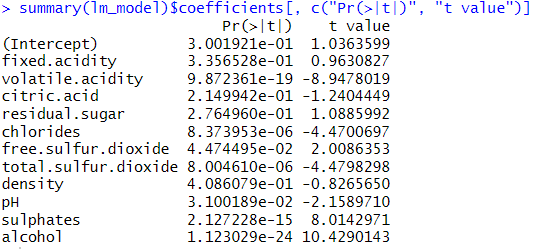 > summary(lm_model)$coefficients[, c("Pr(>|t|)", "t value")]
Pr(>|t|) t value
(Intercept) 3.001921e-01 1.0363599
fixed.acidity 3.356528e-01 0.9630827
volatile.acidity 9.872361e-19 -8.9478019
citric.acid 2.149942e-01 -1.2404449
residual.sugar 2.764960e-01 1.0885992
chlorides 8.373953e-06 -4.4700697
free.sulfur.dioxide 4.474495e-02 2.0086353
total.sulfur.dioxide 8.004610e-06 -4.4798298
density 4.086079e-01 -0.8265650
pH 3.100189e-02 -2.1589710
sulphates 2.127228e-15 8.0142971
alcohol 1.123029e-24 10.4290143